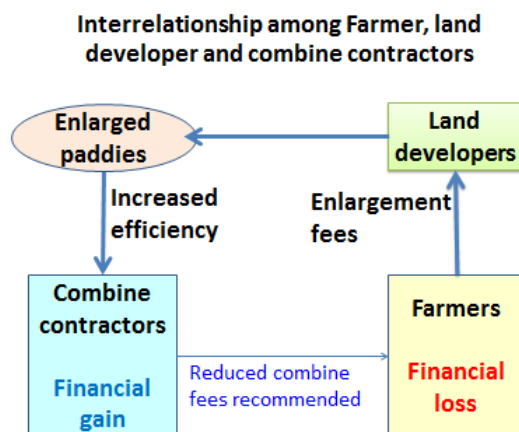 Interrelationship among Farmer, land
developer and combine contractors
Enlarged
paddies
Land
developers
Increased
efficiency
Enlargement
fees
Combine
contractors
Financial
gain
Reduced combine
fees recommended
Farmers
Financial
loss